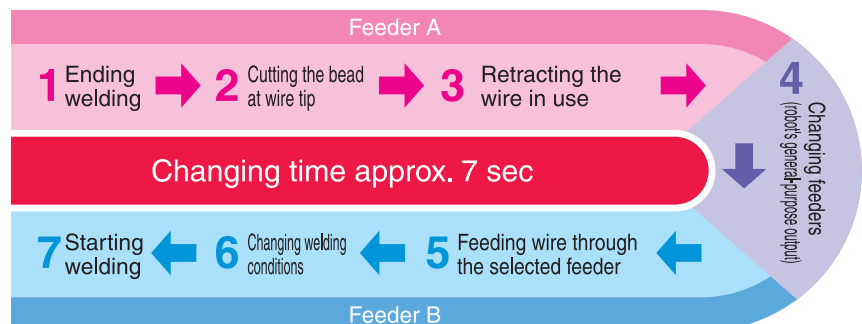 Feeder A
1 Ending
welding
2 Cutting the bead
at wire tip
3 Retracting the
wire in use
4 Changing feeders
(robot's general-purpose output)
Changing time approx. 7 sec
5 Feeding wire through
the selected feeder
6 Changing welding
conditions
7 Starting
welding
Feeder B